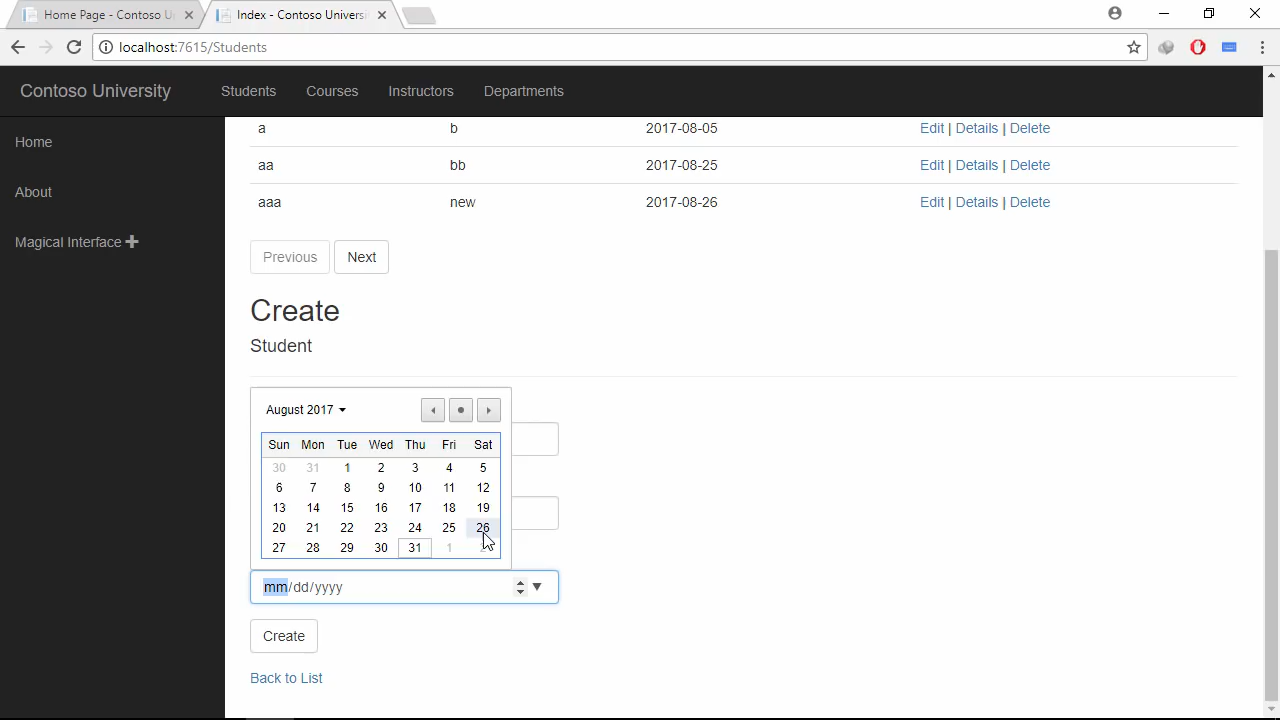 Home Page - Contoso U
Index - Contoso Universi
localhost:7615/Students
Contoso University Students Courses Instructors Departments
Home
About
Magical Interface
a b 2017-08-05 Edit | Details | Delete
aa bb 2017-08-25 Edit | Details | Delete
aaa new 2017-08-26 Edit | Details | Delete
Previous Next
Create
Student
August 2017
Sun Mon Tue Wed Thu Fri Sat
30 31 1 2 3 4 5
6 7 8 9 10 11 12
13 14 15 16 17 18 19
20 21 22 23 24 25 26
27 28 29 30 31 1
mm/dd/yyyy
Create
Back to List